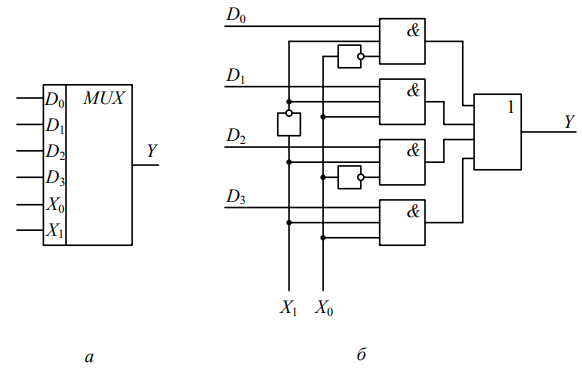 D₀ MUX
D₁
D₂
D₃
X₀
X₁
Y
а
D₀
&
D₁
&
D₂
&
D₃
&
1
Y
X₁ X₀
б